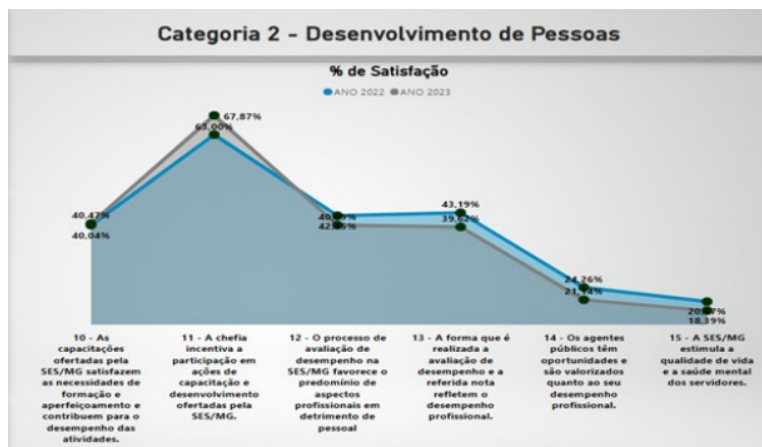 Categoria 2 - Desenvolvimento de Pessoas
% de Satisfação
ANO 2022 ANO 2023
67,87%
63,00%
40,47%
40,04%
43,19%
39,62%
24,26%
21,14%
18,39%
10 - As
capacitações
ofertadas pela
SES/MG satisfazem
as necessidades de
formação e
aperfeiçoamento e
contribuem para o
desempenho das
atividades.
11 - A chefia
incentiva a
participação em
ações de
capacitação e
desenvolvimento
ofertadas pela
SES/MG.
12 - O processo de
avaliação de
desempenho na
SES/MG favorece o
predomínio de
aspectos
profissionais em
detrimento de
pessoal
13 - A forma que é
realizada a
avaliação de
desempenho e a
referida nota
refletem o
desempenho
profissional.
14 - Os agentes
públicos têm
oportunidades e
são valorizados
quanto ao seu
desempenho
profissional.
15 - A SES/MG
estimula a
qualidade de vida
e a saúde mental
dos servidores.